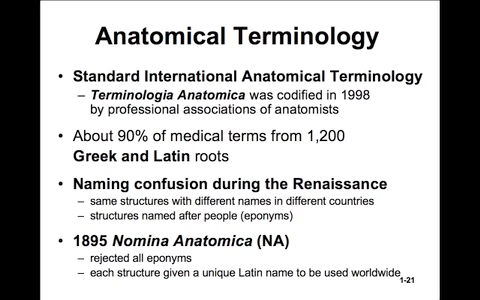 Anatomical Terminology
• Standard International Anatomical Terminology
– Terminologia Anatomica was codified in 1998
by professional associations of anatomists
• About 90% of medical terms from 1,200
Greek and Latin roots
• Naming confusion during the Renaissance
– same structures with different names in different countries
– structures named after people (eponyms)
• 1895 Nomina Anatomica (NA)
– rejected all eponyms
– each structure given a unique Latin name to be used worldwide
1-21